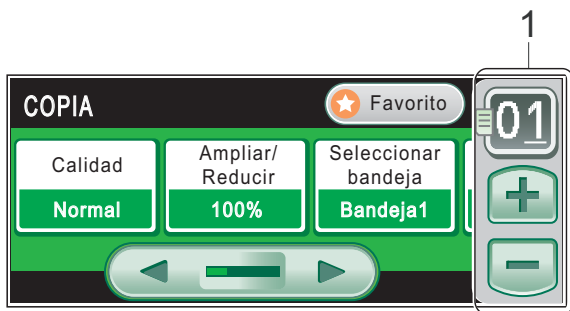 1
COPIA
Favorito
01
Calidad
Normal
Ampliar/
Reducir
100%
Seleccionar
bandeja
Bandeja1
+
-